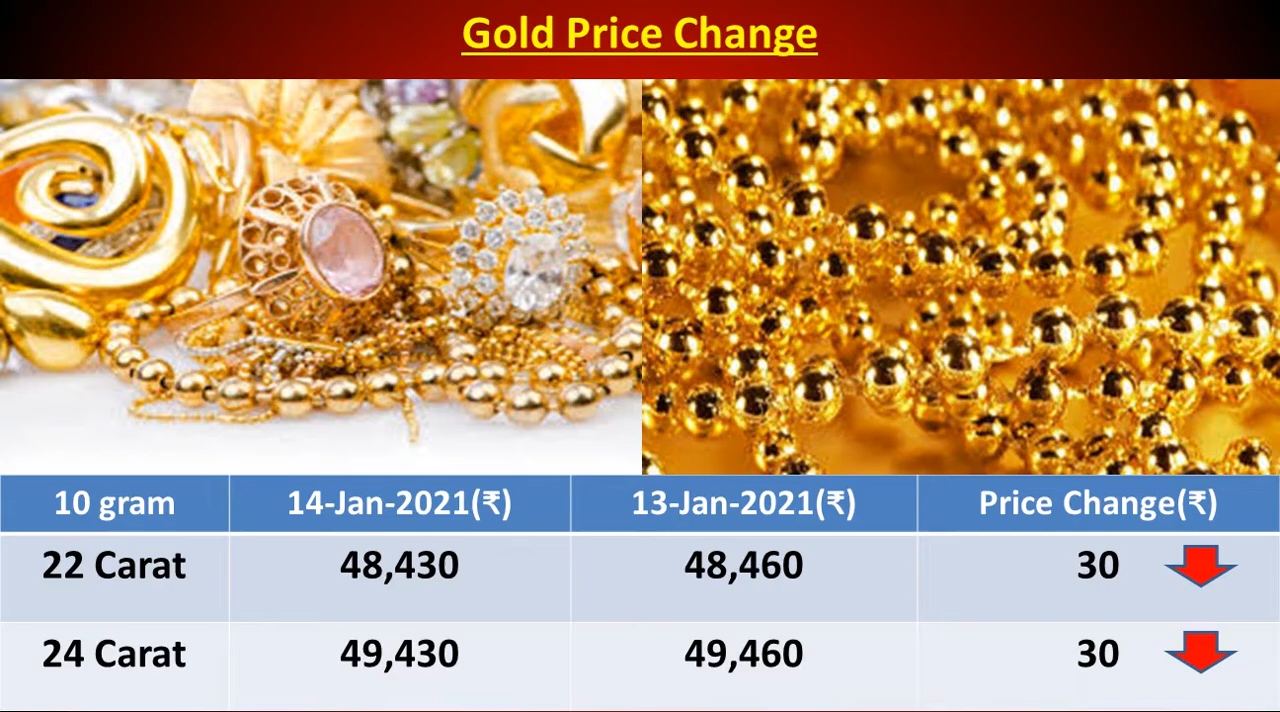 Gold Price Change
10 gram 14-Jan-2021(₹) 13-Jan-2021(₹) Price Change(₹)
22 Carat 48,430 48,460 30
24 Carat 49,430 49,460 30